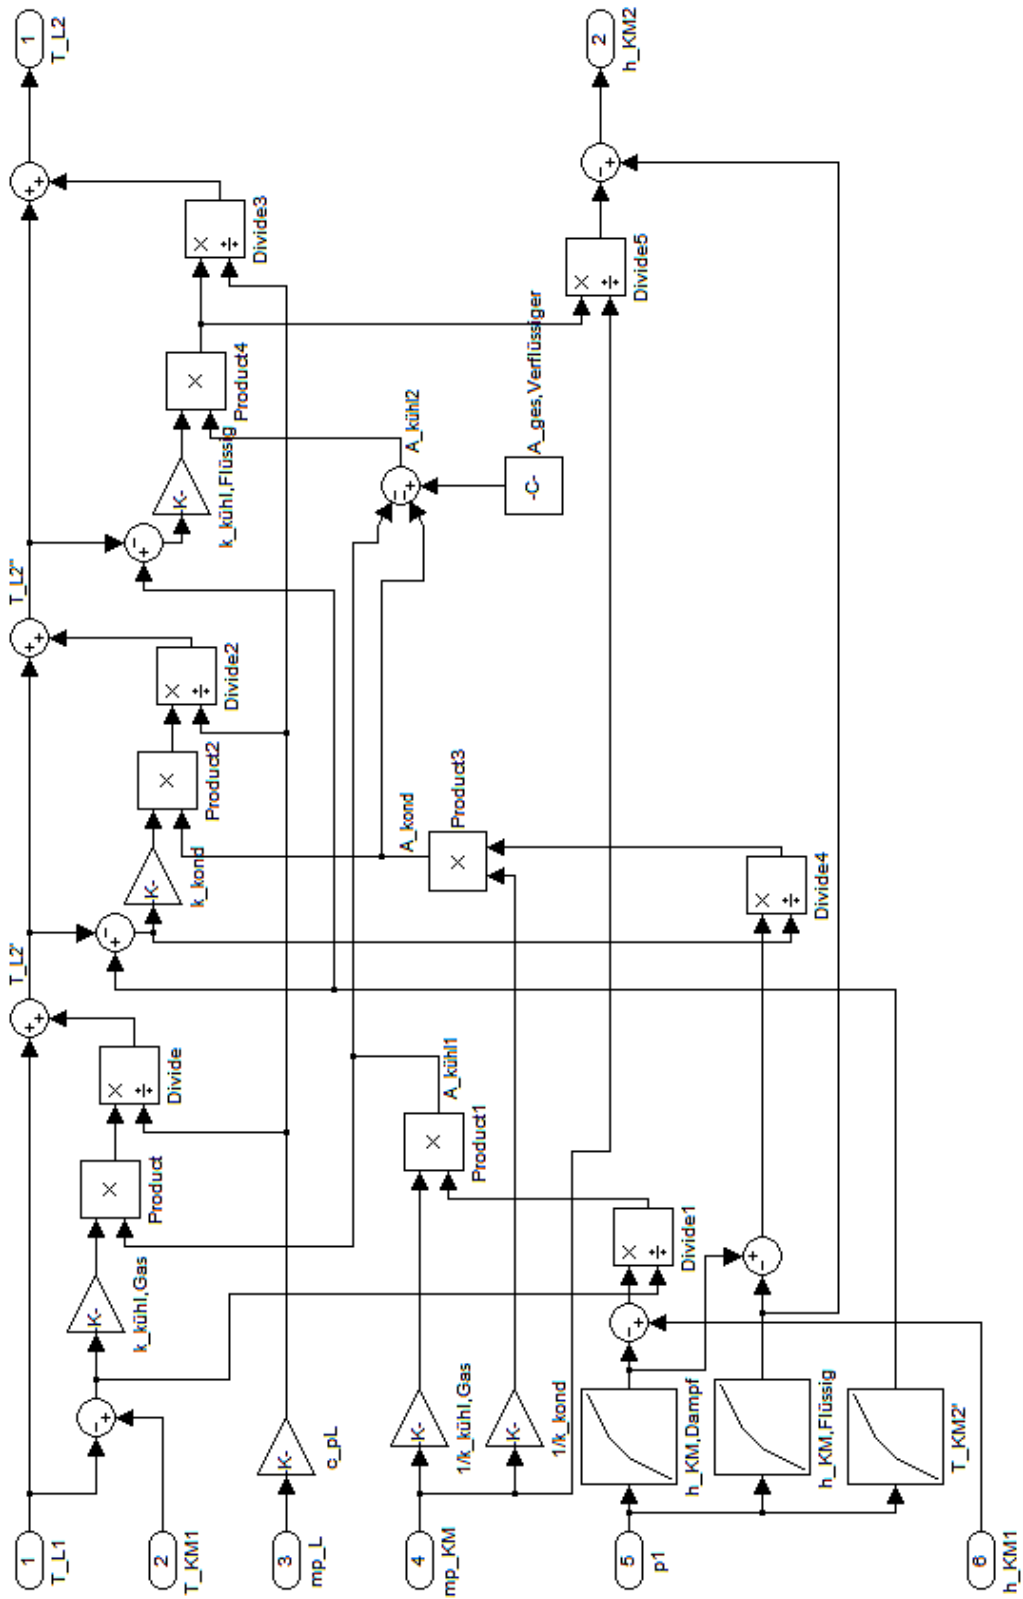 T_L2'
T_L2"
1
T_L1
1
T_L2
-K-
k_kühl,Gas
Product
Divide
-K-
k_kond
Product2
Divide2
-K-
k_kühl,Flüssig
Product4
Divide3
2
T_KM1
3
mp_L
-K-
c_pL
4
mp_KM
-K-
1/k_kühl,Gas
Product1
A_kühl1
A_kond
Product3
A_kühl2
-K-
1/k_kond
-C-
A_ges,Verflüssiger
Divide5
2
h_KM2
5
p1
h_KM,Dampf
Divide1
h_KM,Flüssig
Divide4
T_KM2"
6
h_KM1